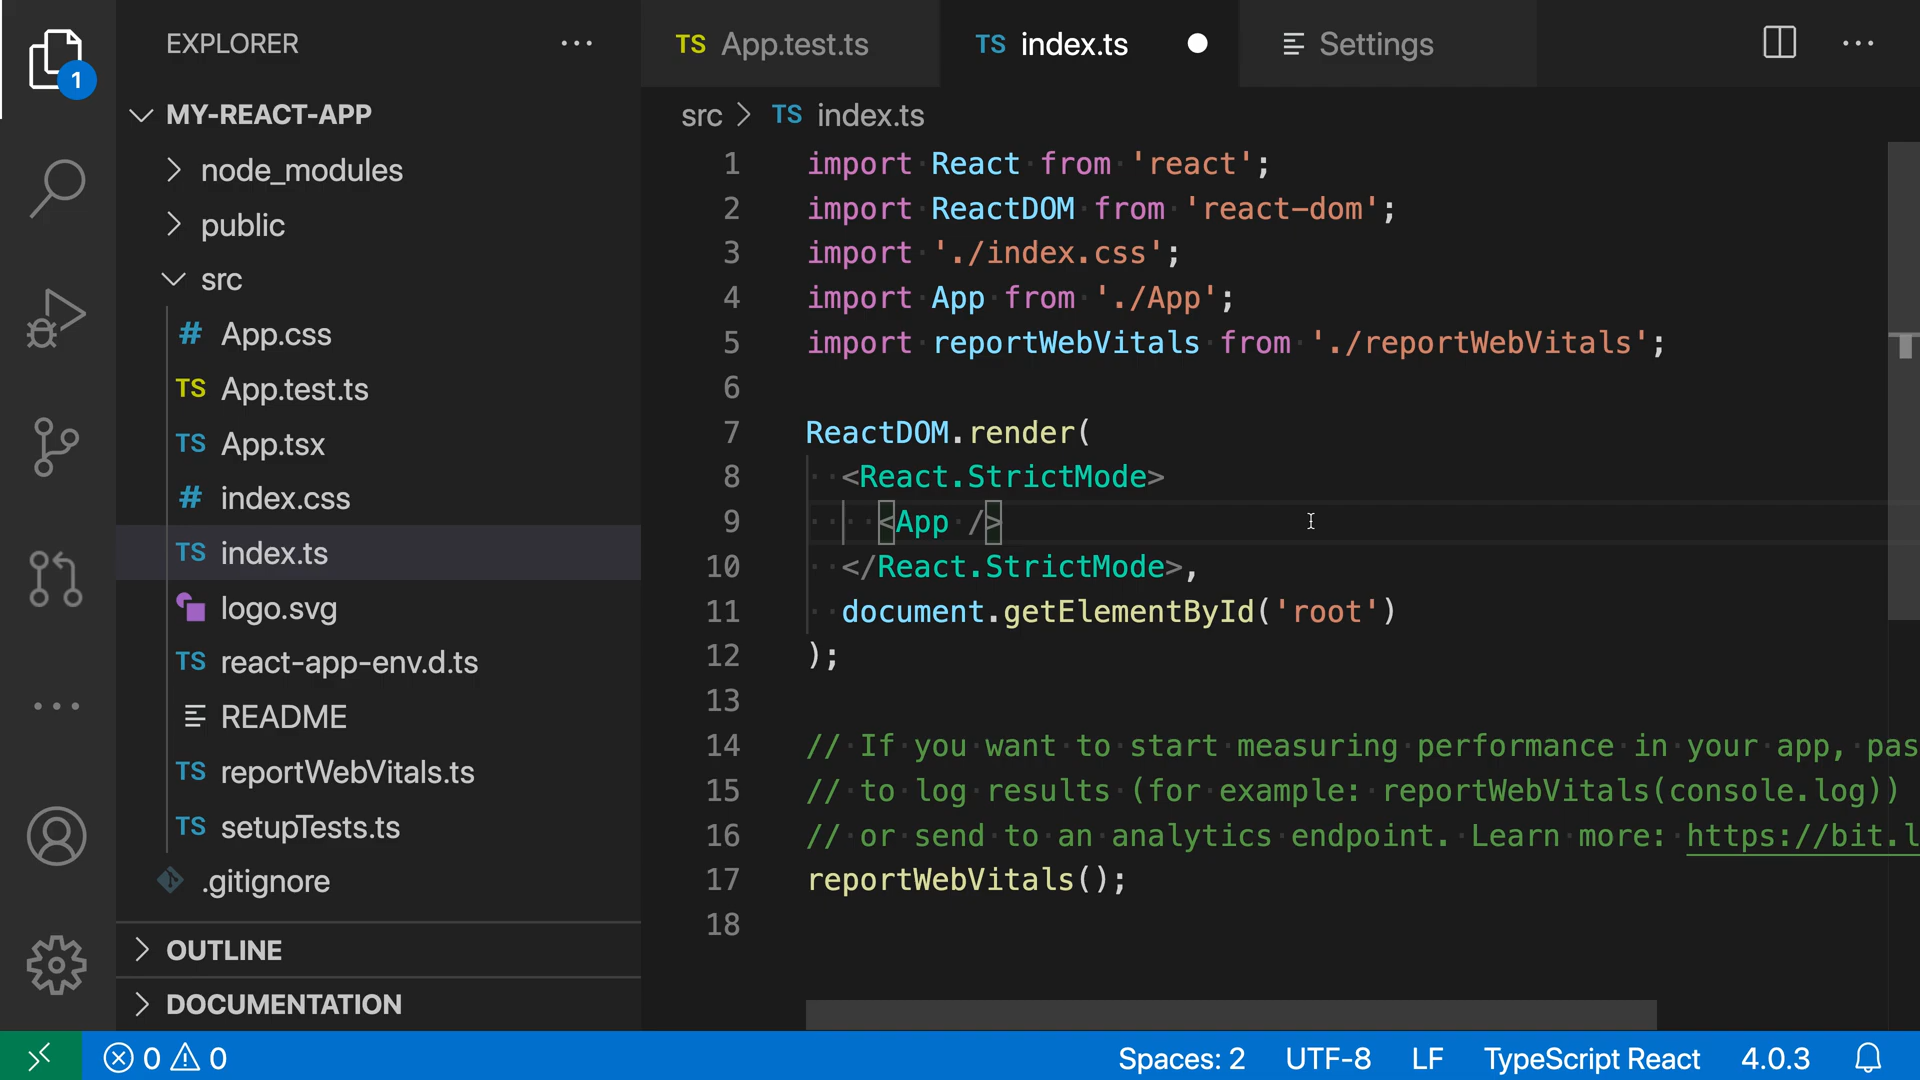 EXPLORER
1
MY-REACT-APP
node_modules
public
src
# App.css
TS App.test.ts
TS App.tsx
# index.css
TS index.ts
logo.svg
TS react-app-env.d.ts
README
TS reportWebVitals.ts
TS setupTests.ts
.gitignore
OUTLINE
DOCUMENTATION
TS App.test.ts
TS index.ts
Settings
src > TS index.ts
1 import React from 'react';
2 import ReactDOM from 'react-dom';
3 import './index.css';
4 import App from './App';
5 import reportWebVitals from './reportWebVitals';
6
7 ReactDOM.render(
8 <React.StrictMode>
9 <App />
10 </React.StrictMode>,
11 document.getElementById('root')
12 );
13
14 // If you want to start measuring performance in your app, pas
15 // to log results (for example: reportWebVitals(console.log))
16 // or send to an analytics endpoint. Learn more: https://bit.l
17 reportWebVitals();
18
0 0
Spaces: 2 UTF-8 LF TypeScript React 4.0.3